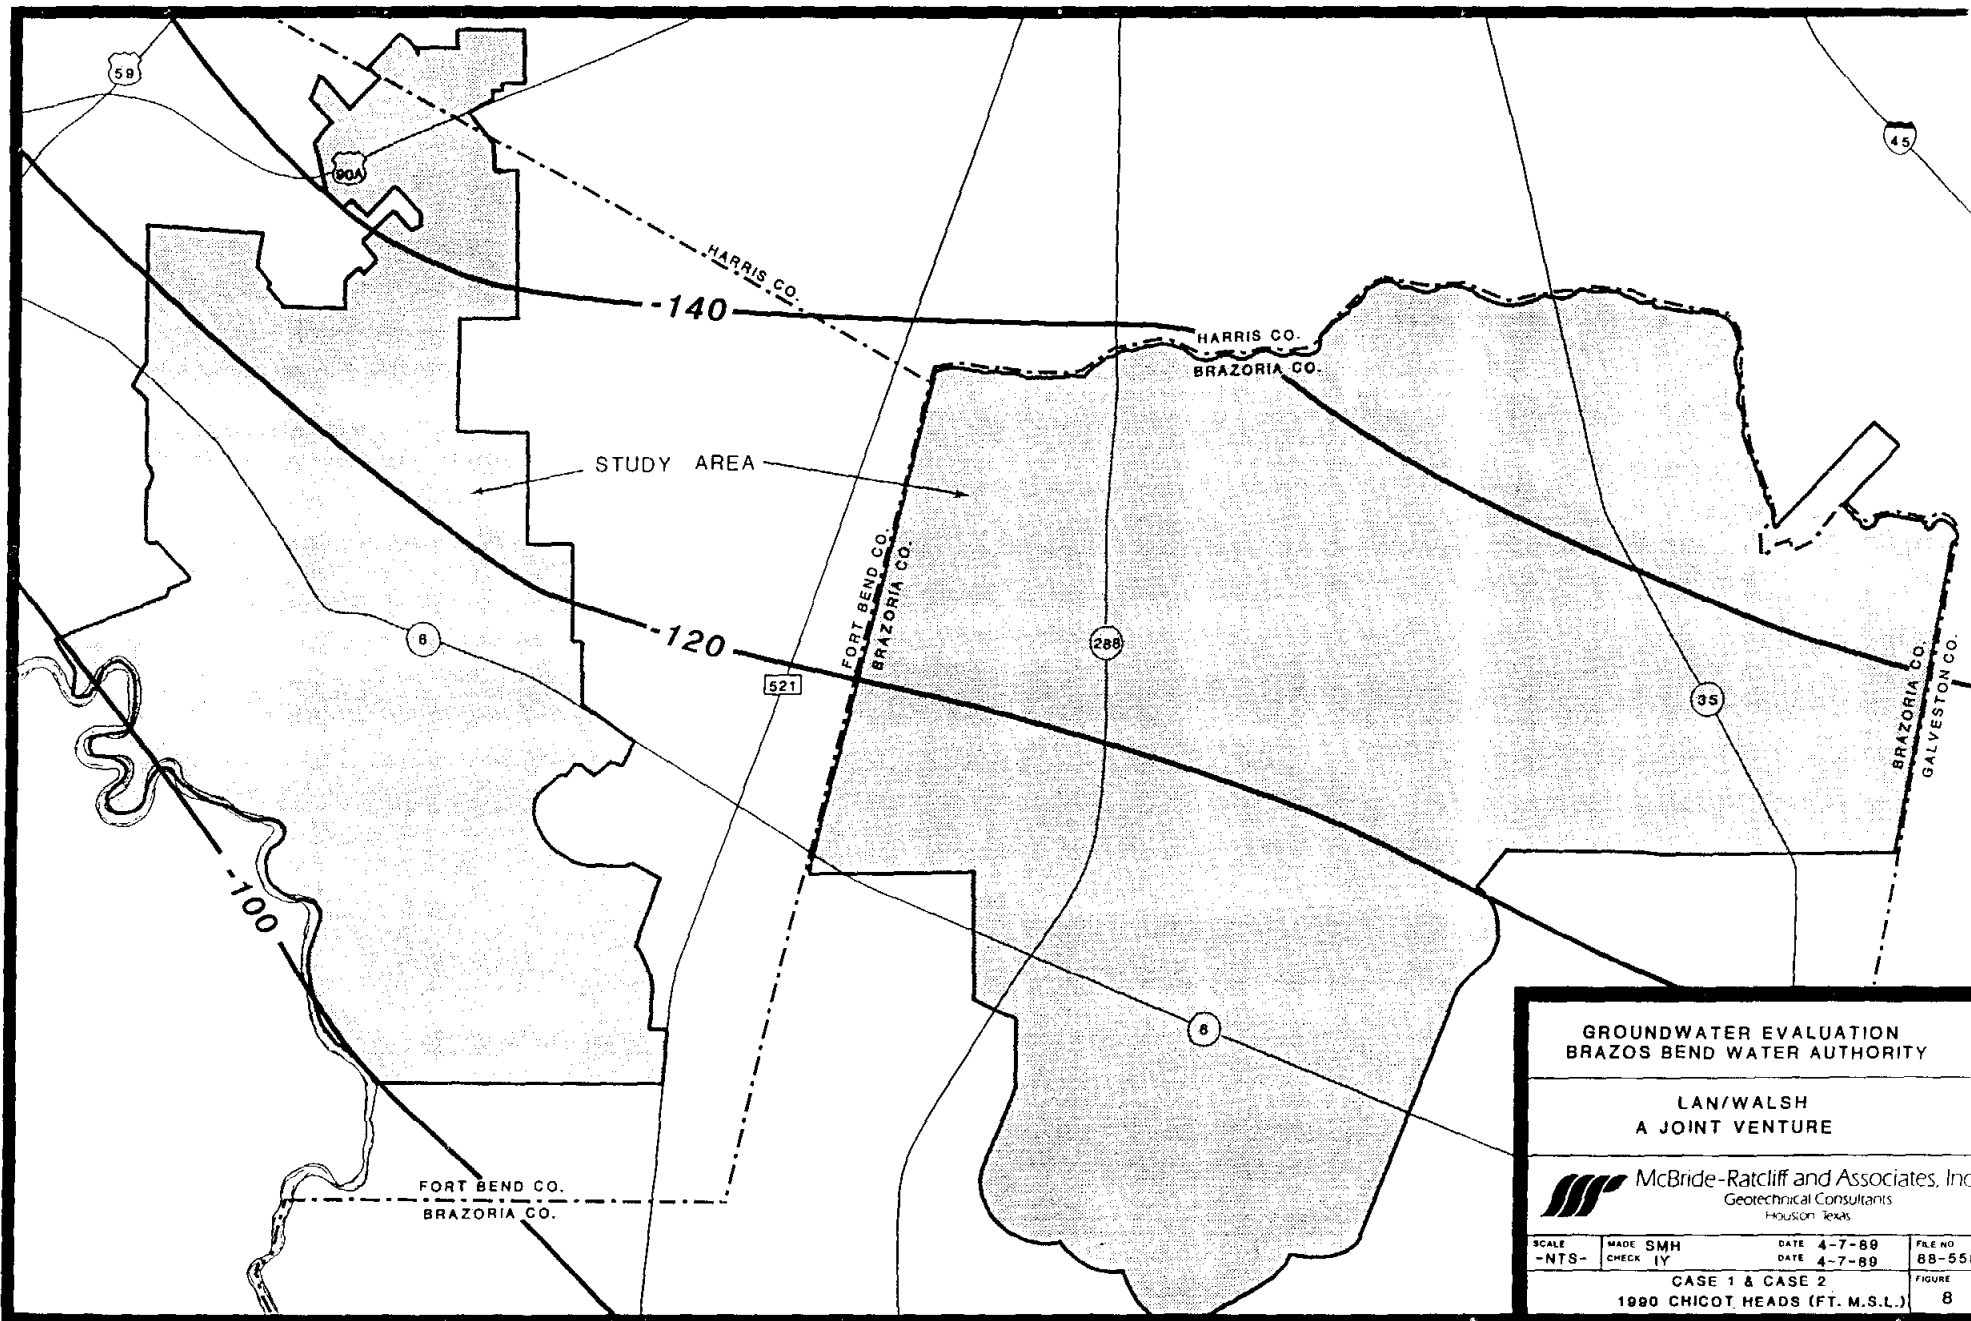 59
90A
45
HARRIS CO.
-140
HARRIS CO.
BRAZORIA CO.
STUDY AREA
FORT BEND CO.
BRAZORIA CO.
-120
521
6
288
35
BRAZORIA CO.
GALVESTON CO.
-100
6
FORT BEND CO.
BRAZORIA CO.
GROUNDWATER EVALUATION
BRAZOS BEND WATER AUTHORITY
LAN/WALSH
A JOINT VENTURE
McBride-Ratcliff and Associates, Inc
Geotechnical Consultants
Houston Texas
SCALE
-NTS-
MADE SMH
CHECK IY
DATE 4-7-89
DATE 4-7-89
FILE NO
88-55
CASE 1 & CASE 2
1990 CHICOT HEADS (FT. M.S.L.)
FIGURE
8